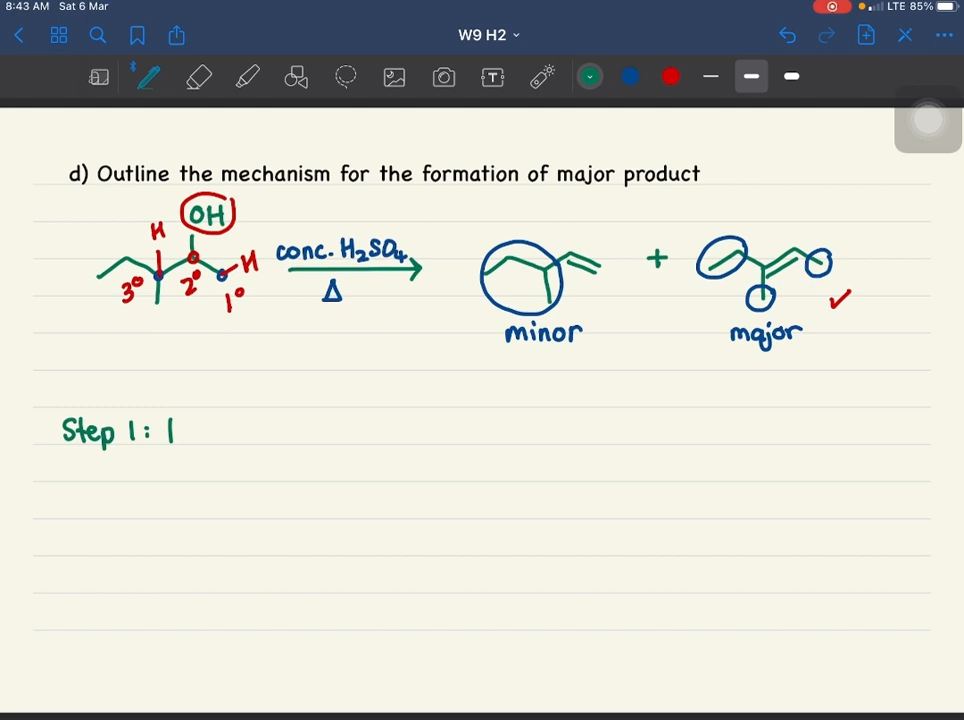 8:43 AM Sat 6 Mar
LTE 85%
W9 H2
d) Outline the mechanism for the formation of major product
OH
H
H
conc. H₂SO₄
Δ
+
3° 2° 1°
minor
major
Step 1: |